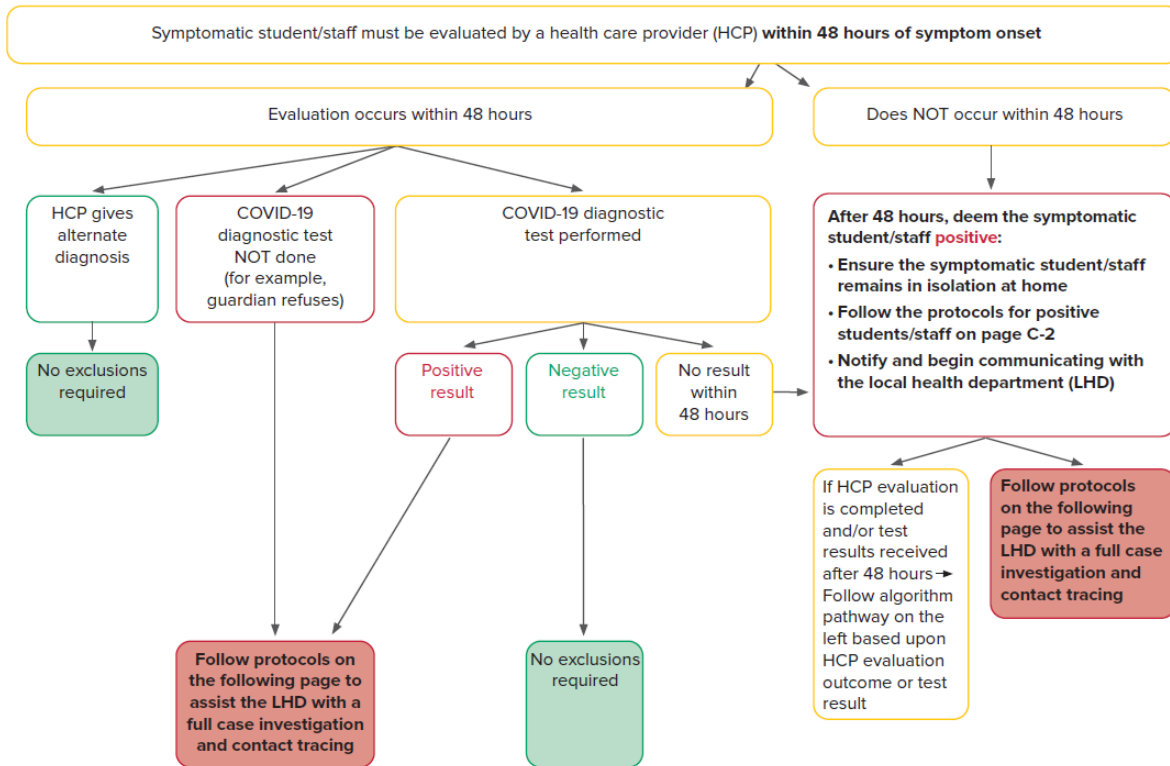 Symptomatic student/staff must be evaluated by a health care provider (HCP) within 48 hours of symptom onset
Evaluation occurs within 48 hours
Does NOT occur within 48 hours
HCP gives
alternate
diagnosis
COVID-19
diagnostic test
NOT done
(for example,
guardian refuses)
COVID-19 diagnostic
test performed
After 48 hours, deem the symptomatic
student/staff positive:
• Ensure the symptomatic student/staff
remains in isolation at home
• Follow the protocols for positive
students/staff on page C-2
• Notify and begin communicating with
the local health department (LHD)
No exclusions
required
Positive
result
Negative
result
No result
within
48 hours
If HCP evaluation
is completed
and/or test
results received
after 48 hours→
Follow algorithm
pathway on the
left based upon
HCP evaluation
outcome or test
result
Follow protocols
on the following
page to assist the
LHD with a full case
investigation and
contact tracing
Follow protocols on
the following page to
assist the LHD with a
full case investigation
and contact tracing
No exclusions
required